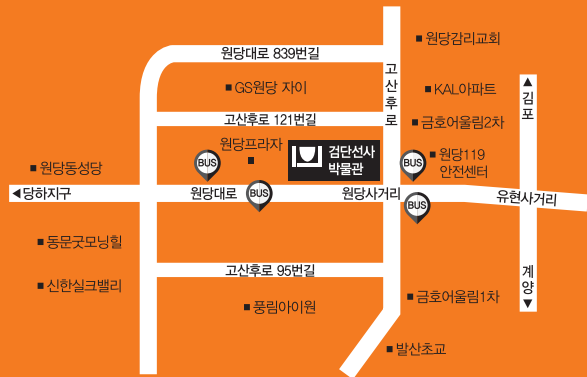 원당감리교회
원당대로 839번길
고산후로
GS원당 자이
KAL아파트
▲김포
고산후로 121번길
금호어울림2차
원당프라자
검단선사
박물관
BUS
BUS
원당119
안전센터
원당동성당
◀당하지구
원당대로
BUS
원당사거리
유현사거리
BUS
동문굿모닝힐
고산후로 95번길
계양▼
신한실크밸리
풍림아이원
금호어울림1차
발산초교